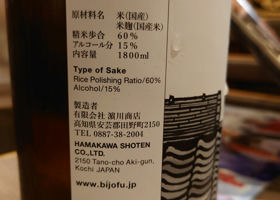 原材料名 米(国産)
米麹(国産米)
精米歩合 60%
アルコール分 15%
内容量 1800ml
Type of Sake
Rice Polishing Ratio/60%
Alcohol/15%
製造者
有限会社 濵川商店
高知県安芸郡田野町2150
TEL 0887-38-2004
HAMAKAWA SHOTEN
CO.,LTD.
2150 Tano-cho Aki-gun,
Kochi JAPAN
www.bijofu.jp/